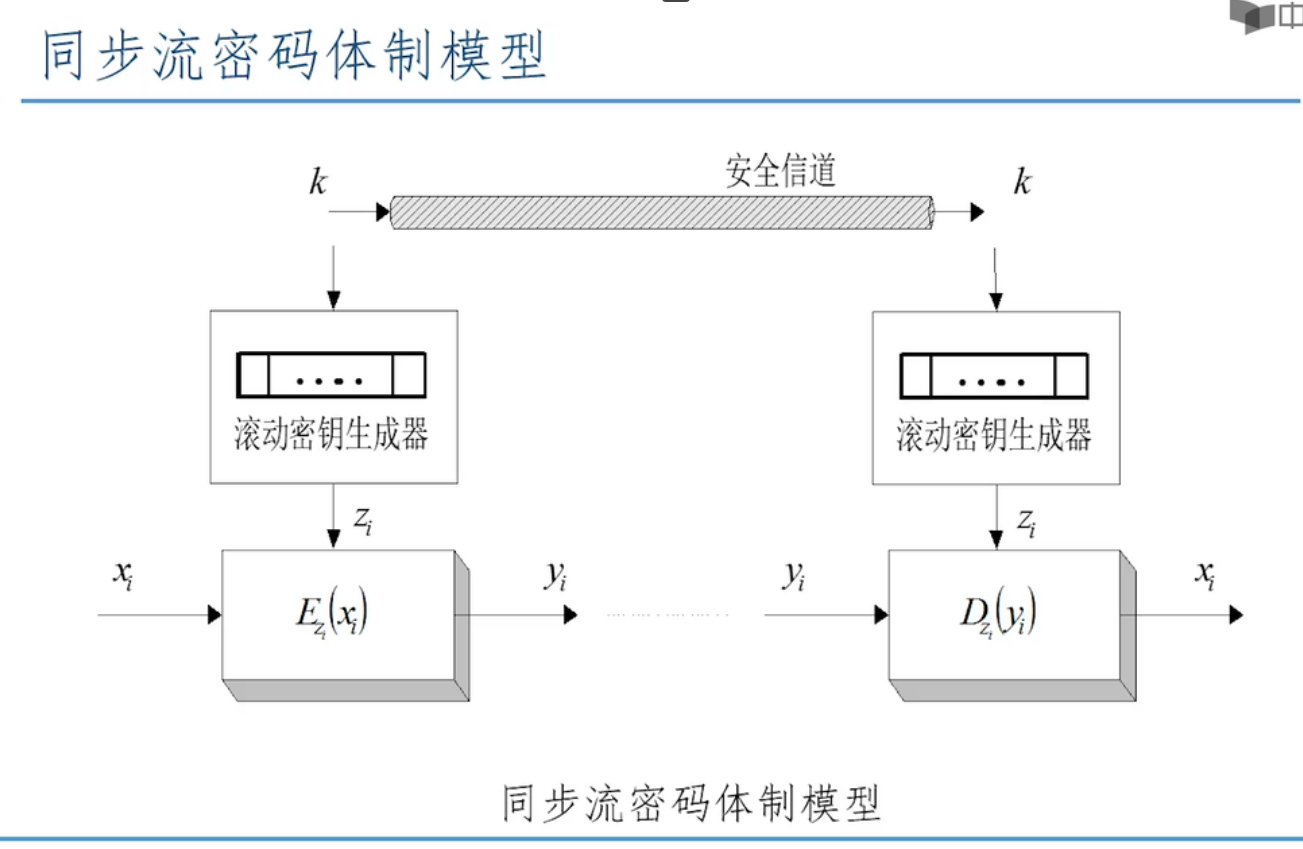 同步流密码体制模型
中
安全信道
k
k
滚动密钥生成器
滚动密钥生成器
z_i
z_i
x_i
y_i
y_i
x_i
E_{z_i}(x_i)
D_{z_i}(y_i)
同步流密码体制模型